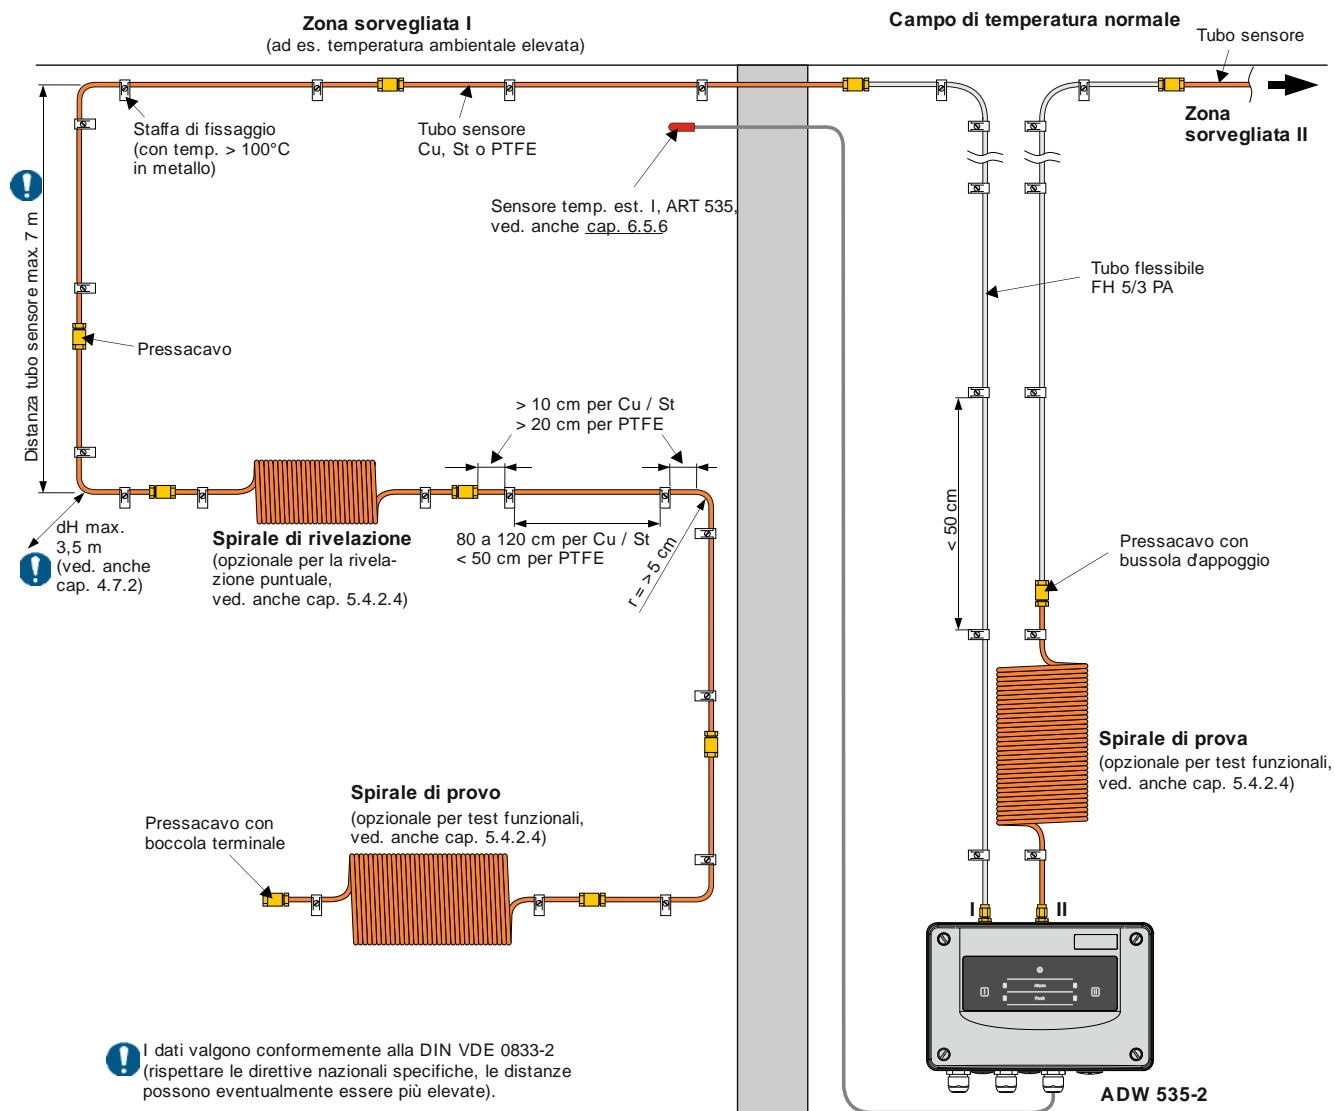 Zona sorvegliata I
(ad es. temperatura ambientale elevata)
Campo di temperatura normale
Tubo sensore
Zona
sorvegliata II
Staffa di fissaggio
(con temp. > 100°C
in metallo)
Tubo sensore
Cu, St o PTFE
Sensore temp. est. I, ART 535,
ved. anche cap. 6.5.6
Distanza tubo sensore max. 7 m
Tubo flessibile
FH 5/3 PA
Pressacavo
> 10 cm per Cu / St
> 20 cm per PTFE
dH max.
3,5 m
(ved. anche
cap. 4.7.2)
Spirale di rivelazione
(opzionale per la rivela-
zione puntuale,
ved. anche cap. 5.4.2.4)
80 a 120 cm per Cu / St
< 50 cm per PTFE
r = > 5 cm
< 50 cm
Pressacavo con
bussola d'appoggio
Spirale di prova
(opzionale per test funzionali,
ved. anche cap. 5.4.2.4)
Spirale di provo
(opzionale per test funzionali,
ved. anche cap. 5.4.2.4)
Pressacavo con
boccola terminale
I
II
Alarm
Fault
I
II
I dati valgono conformemente alla DIN VDE 0833-2
(rispettare le direttive nazionali specifiche, le distanze
possono eventualmente essere più elevate).
ADW 535-2